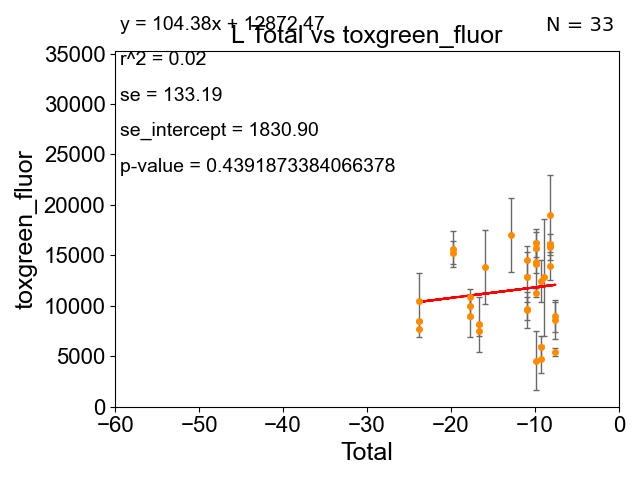 y = 104.38x + 12872.47
N = 33
L Total vs toxgreen_fluor
r^2 = 0.02
se = 133.19
se_intercept = 1830.90
p-value = 0.4391873384066378
35000
30000
25000
20000
15000
10000
5000
0
toxgreen_fluor
−60 −50 −40 −30 −20 −10 0
Total